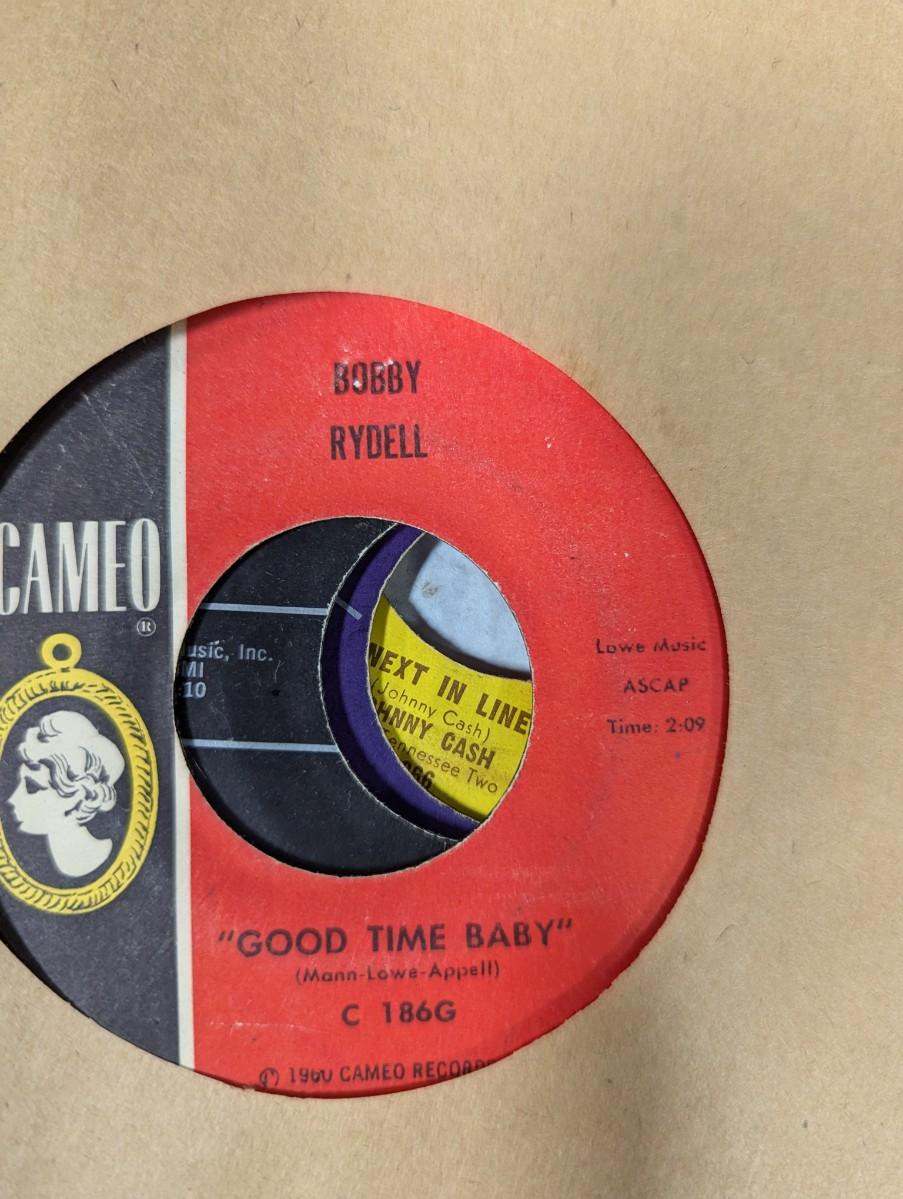 BOBBY
RYDELL
CAMEO
®
usic, Inc.
MI
10
NEXT IN LINE
(Johnny Cash)
HNNY CASH
ennessee Two
Lowe Music
ASCAP
Time: 2:09
"GOOD TIME BABY"
(Mann-Lowe-Appell)
C 186G
℗ 1960 CAMEO RECORD